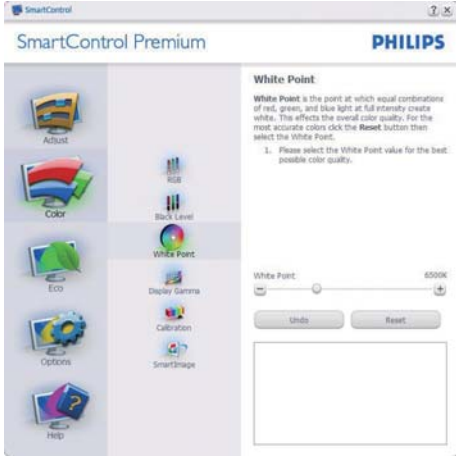 SmartControl
SmartControl Premium
PHILIPS
Adjust
Color
Eco
Options
Help
RGB
Black Level
White Point
Display Gamma
Calibration
SmartImage
White Point
White Point is the point at which equal combinations
of red, green, and blue light at full intensity create
white. This effects the overall color quality. For the
most accurate colors click the Reset button then
select the White Point.
1. Please select the White Point value for the best
possible color quality.
White Point 6500K
Undo Reset